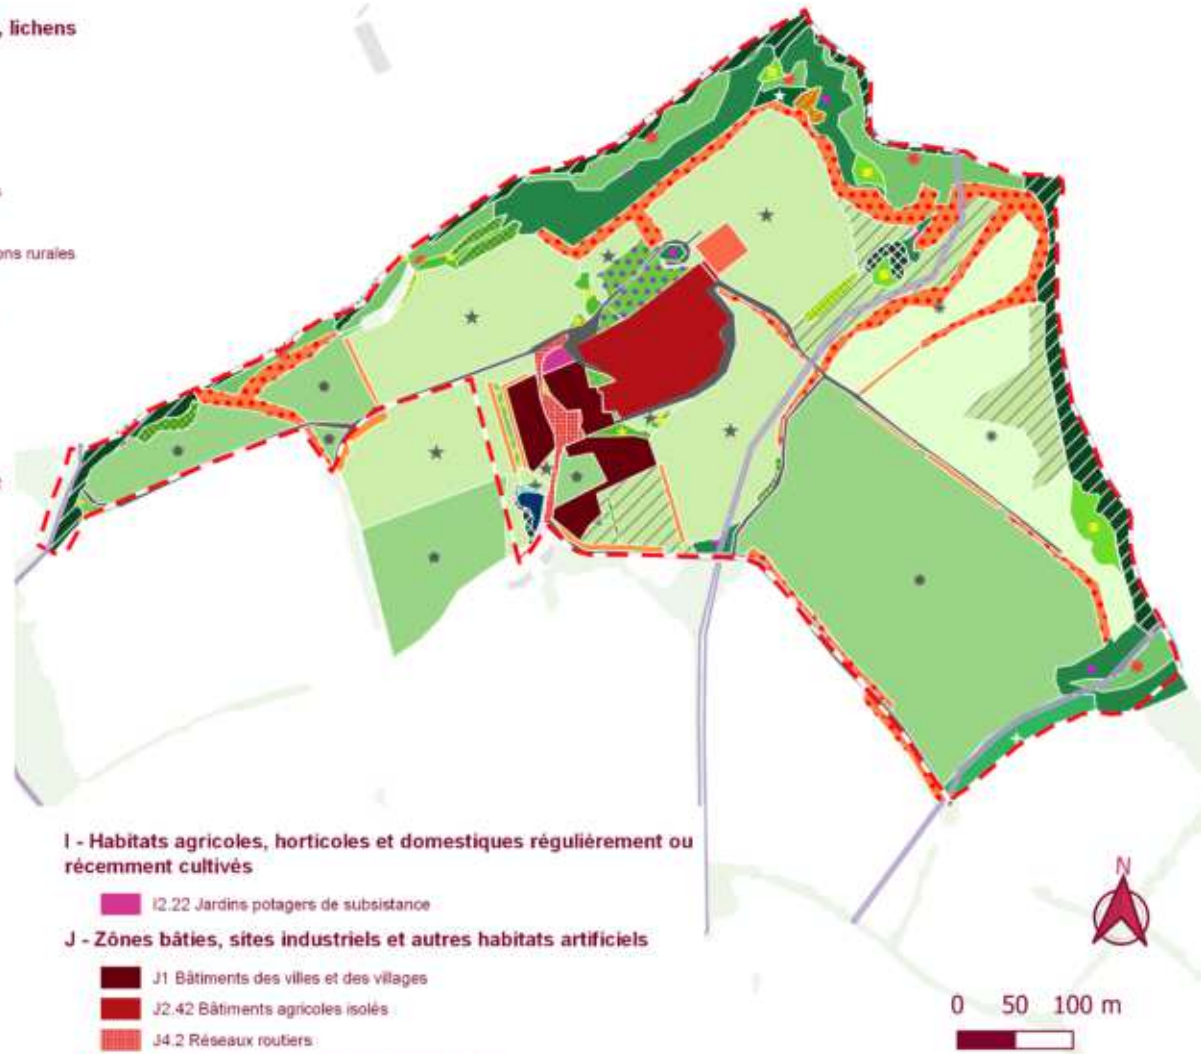 , lichens
ons rurales
I - Habitats agricoles, horticoles et domestiques régulièrement ou
récemment cultivés
I2.22 Jardins potagers de subsistance
J - Zônes bâties, sites industriels et autres habitats artificiels
J1 Bâtiments des villes et des villages
J2.42 Bâtiments agricoles isolés
J4.2 Réseaux routiers
N
0 50 100 m